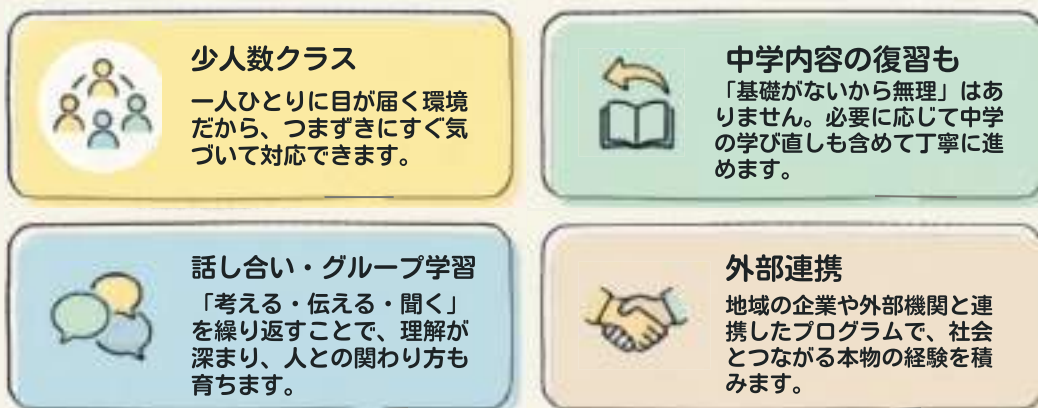 少人数クラス
一人ひとりに目が届く環境
だから、つまずきにすぐ気
づいて対応できます。
中学内容の復習も
「基礎がないから無理」はあ
りません。必要に応じて中学
の学び直しも含めて丁寧に進
めます。
話し合い・グループ学習
「考える・伝える・聞く」
を繰り返すことで、理解が
深まり、人との関わり方も
育ちます。
外部連携
地域の企業や外部機関と連
携したプログラムで、社会
とつながる本物の経験を積
みます。